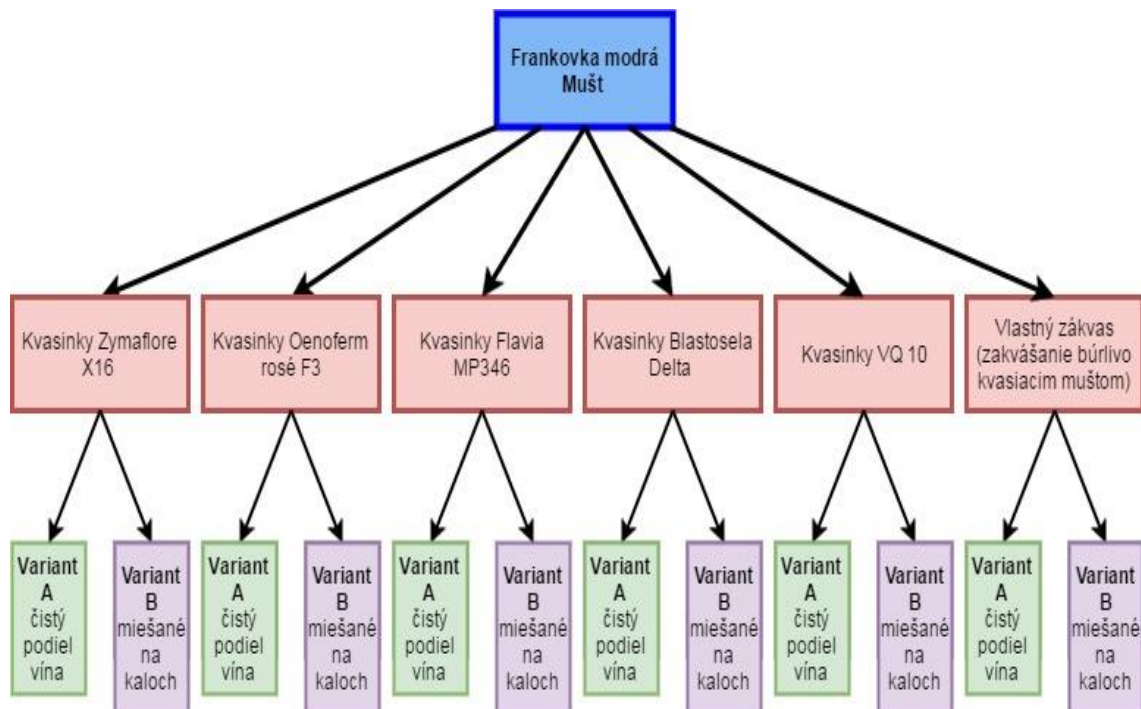 Frankovka modrá
Mušt
Kvasinky Zymaflore
X16
Kvasinky Oenoferm
rosé F3
Kvasinky Flavia
MP346
Kvasinky Blastosela
Delta
Kvasinky VQ 10
Vlastný zákvas
(zakvášanie búrlivo
kvasiacim muštom)
Variant
A
čistý
podiel
vína
Variant
B
miešané
na
kaloch
Variant
A
čistý
podiel
vína
Variant
B
miešané
na
kaloch
Variant
A
čistý
podiel
vína
Variant
B
miešané
na
kaloch
Variant
A
čistý
podiel
vína
Variant
B
miešané
na
kaloch
Variant
A
čistý
podiel
vína
Variant
B
miešané
na
kaloch
Variant
A
čistý
podiel
vína
Variant
B
miešané
na
kaloch